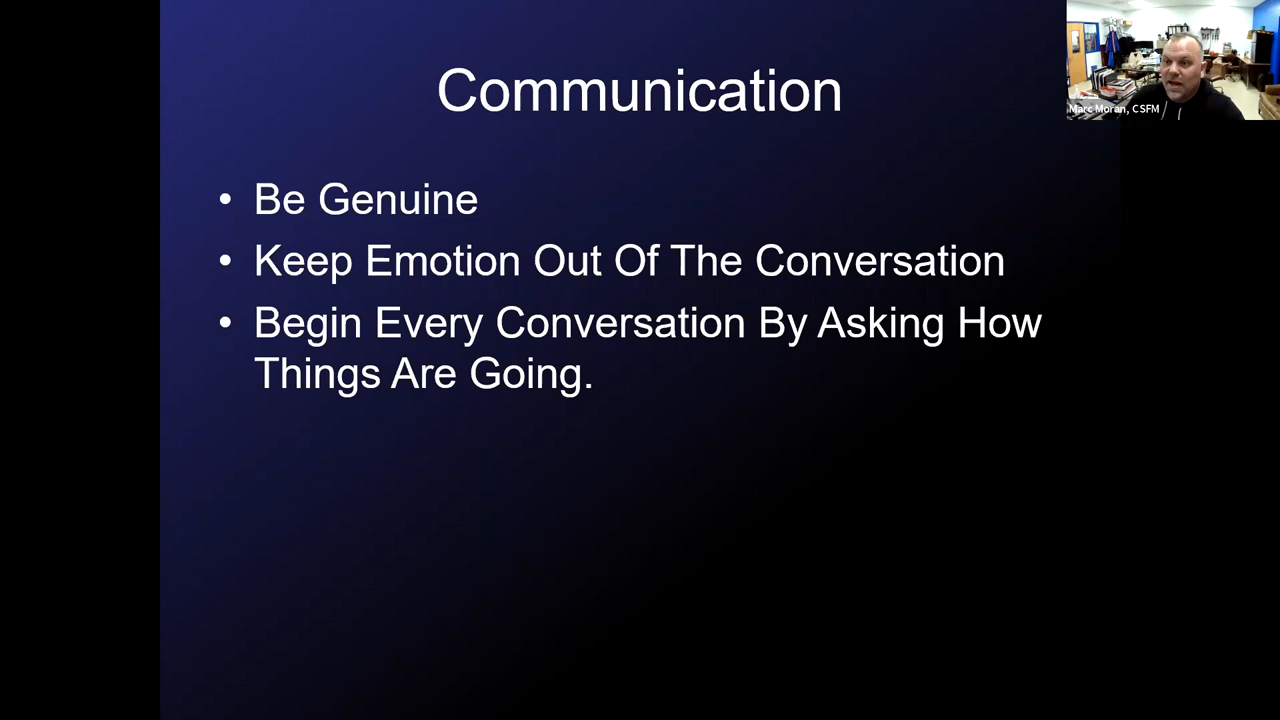 Communication
Marc Moran, CSFM
• Be Genuine
• Keep Emotion Out Of The Conversation
• Begin Every Conversation By Asking How
Things Are Going.